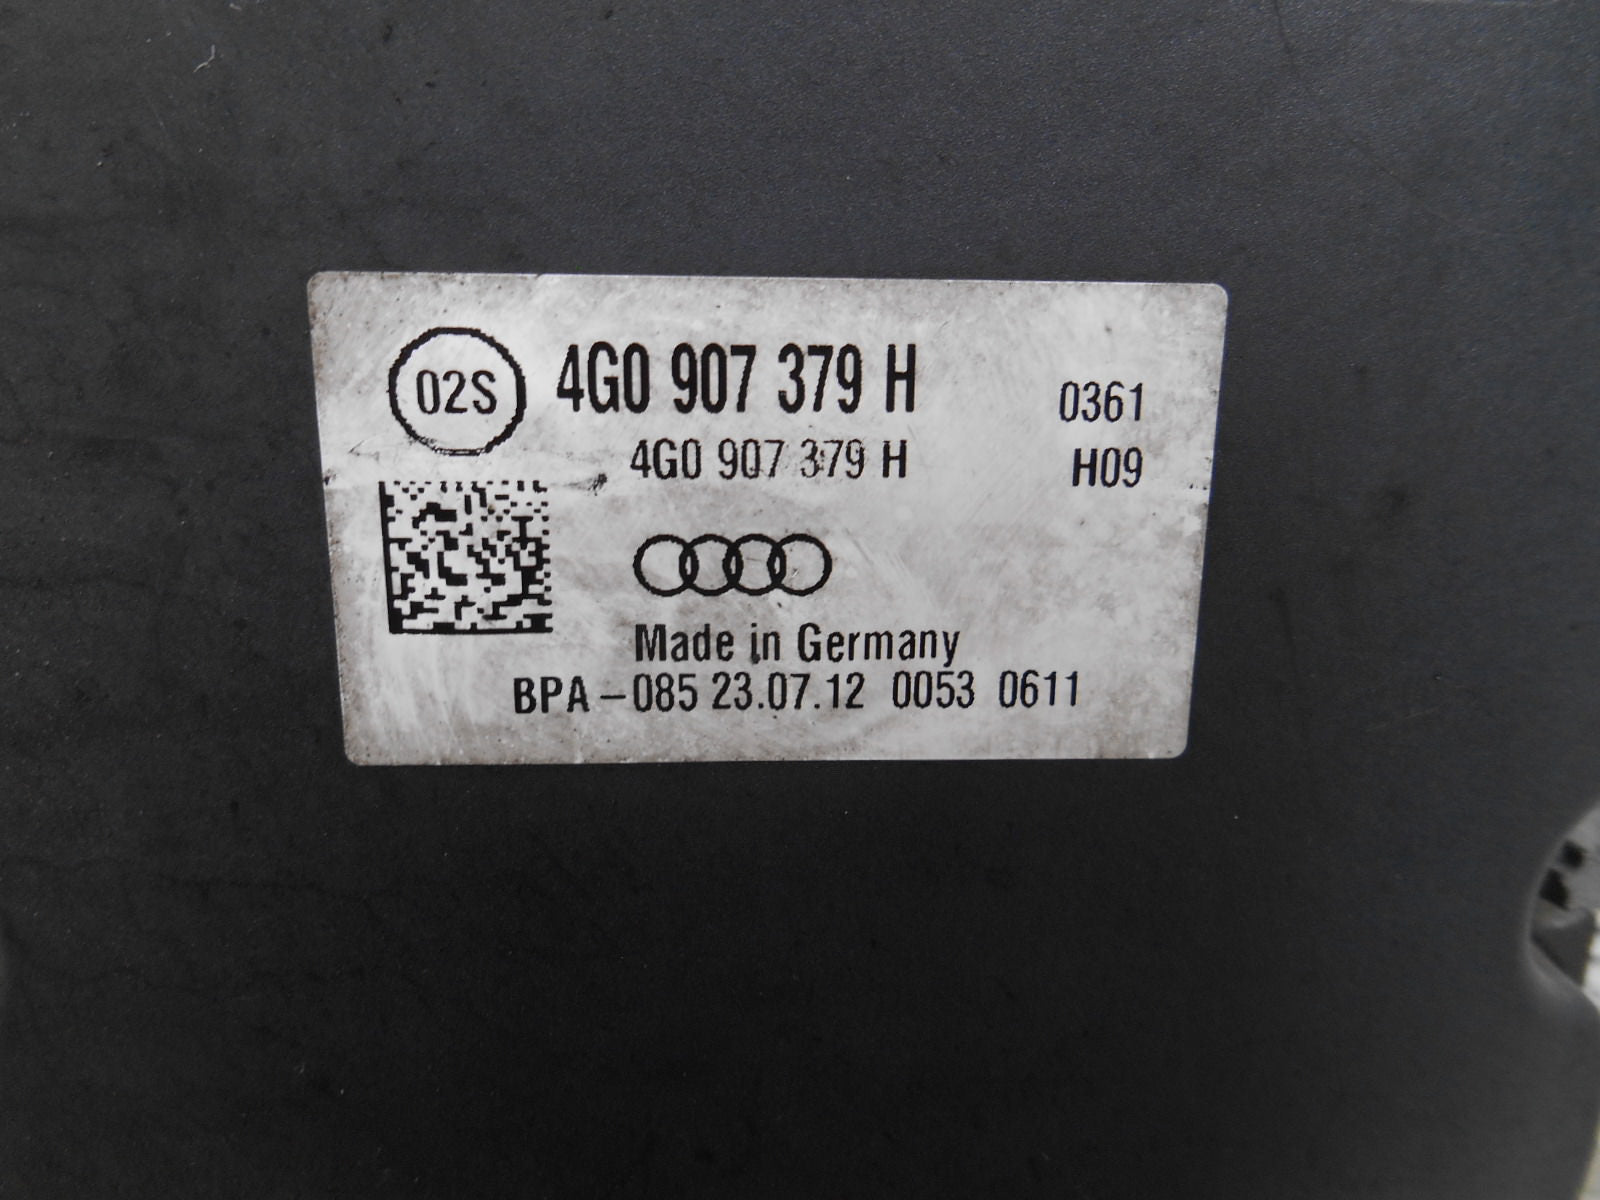 02S 4G0 907 379 H 0361
4G0 907 379 H H09
Made in Germany
BPA-085 23.07.12 0053 0611